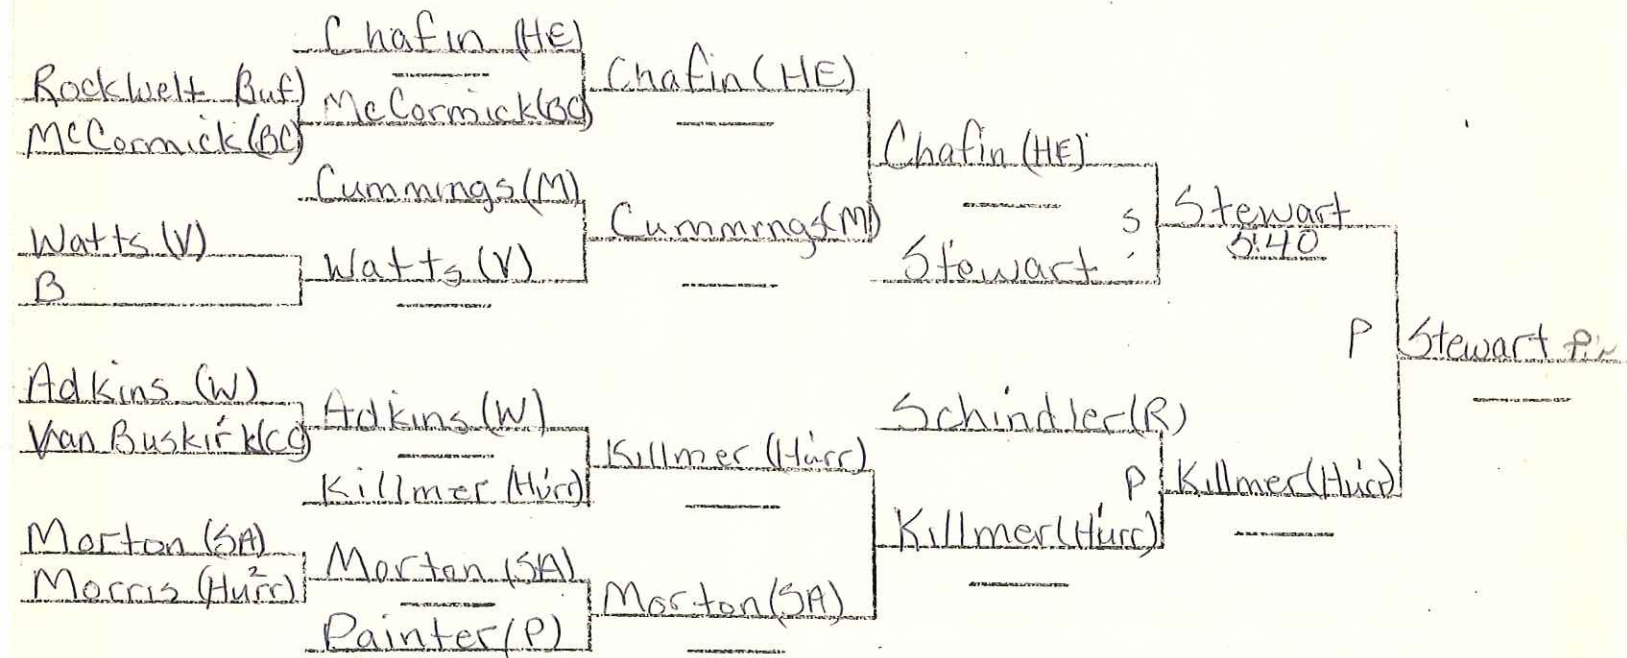 Chafin (HE)
Rockwelt (Buf)
McCormick (BC)
McCormick (BC)
Chafin (HE)
Cummings (M)
Watts (V)
B
Watts (V)
Cummings (M)
Chafin (HE)
S
Stewart
Stewart
5:40
Adkins (W)
Van Buskirk (CC)
Adkins (W)
Killmer (Hurr)
Killmer (Hurr)
Morton (SA)
Morris (Hurr)
2
Morton (SA)
Painter (P)
Morton (SA)
Schindler (R)
P
Killmer (Hurr)
Killmer (Hurr)
P
Stewart Pin